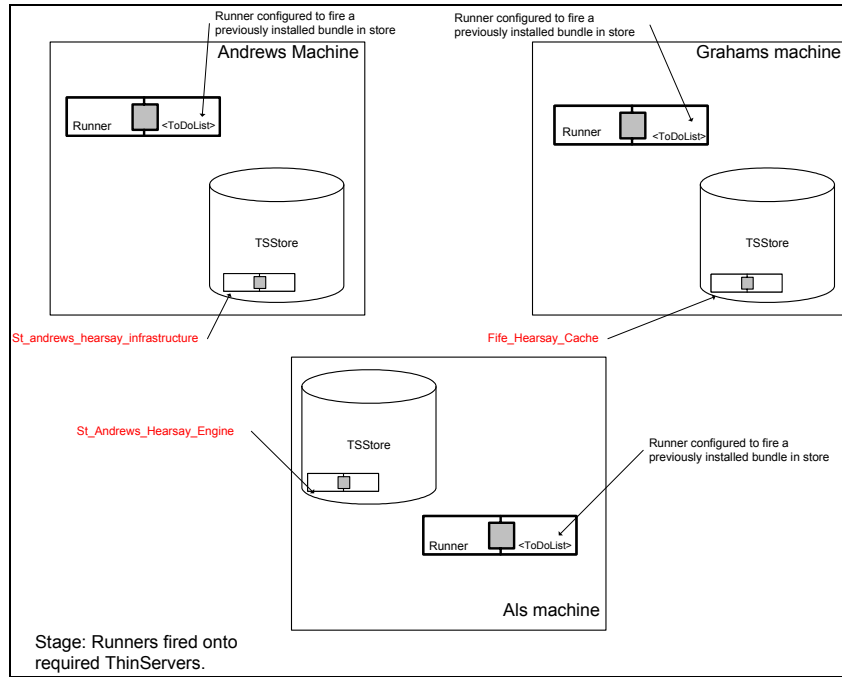 Runner configured to fire a
previously installed bundle in store
Andrews Machine
Runner
<ToDoList>
TSStore
St_andrews_hearsay_infrastructure
Runner configured to fire a
previously installed bundle in store
Grahams machine
Runner
<ToDoList>
TSStore
Fife_Hearsay_Cache
St_Andrews_Hearsay_Engine
TSStore
Runner configured to fire a
previously installed bundle in store
Runner
<ToDoList>
Als machine
Stage: Runners fired onto
required ThinServers.